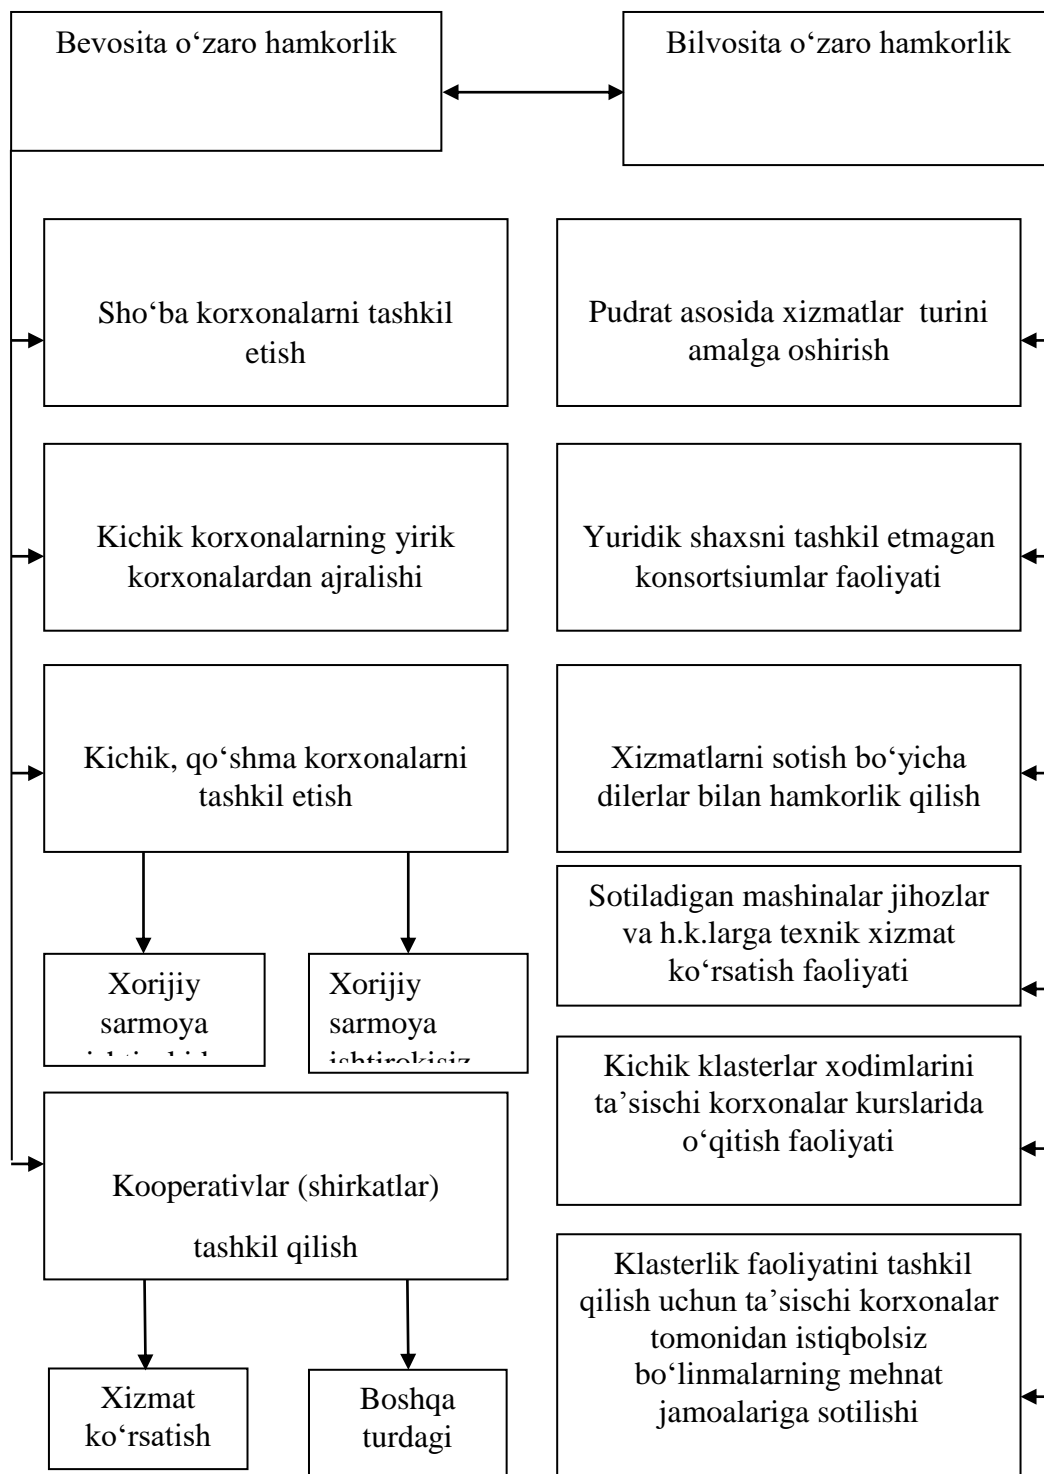 Bevosita o‘zaro hamkorlik
Bilvosita o‘zaro hamkorlik
Sho‘ba korxonalarni tashkil
etish
Pudrat asosida xizmatlar turini
amalga oshirish
Kichik korxonalarning yirik
korxonalardan ajralishi
Yuridik shaxsni tashkil etmagan
konsortsiumlar faoliyati
Kichik, qo‘shma korxonalarni
tashkil etish
Xizmatlarni sotish bo‘yicha
dilerlar bilan hamkorlik qilish
Sotiladigan mashinalar jihozlar
va h.k.larga texnik xizmat
ko‘rsatish faoliyati
Xorijiy
sarmoya
Xorijiy
sarmoya
ishtirokisiz
Kichik klasterlar xodimlarini
ta’sischi korxonalar kurslarida
o‘qitish faoliyati
Kooperativlar (shirkatlar)
tashkil qilish
Klasterlik faoliyatini tashkil
qilish uchun ta’sischi korxonalar
tomonidan istiqbolsiz
bo‘linmalarning mehnat
jamoalariga sotilishi
Xizmat
ko‘rsatish
Boshqa
turdagi